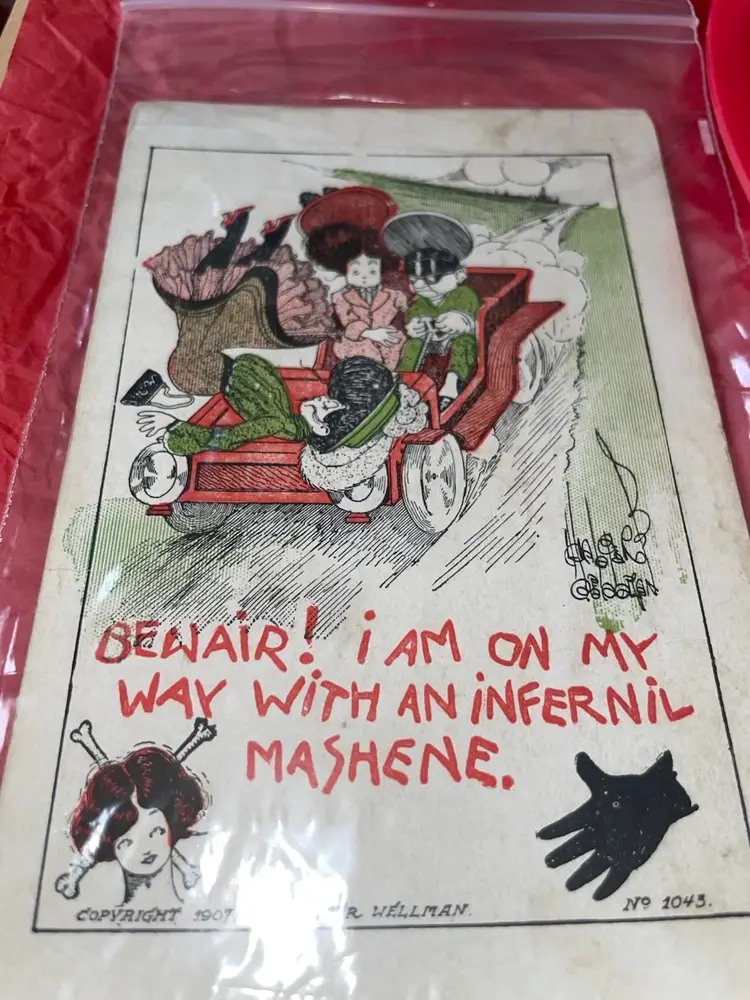 BEWAIR! I AM ON MY
WAY WITH AN INFERNIL
MASHENE.
COPYRIGHT 1907 R WELLMAN.
Nº 1043.